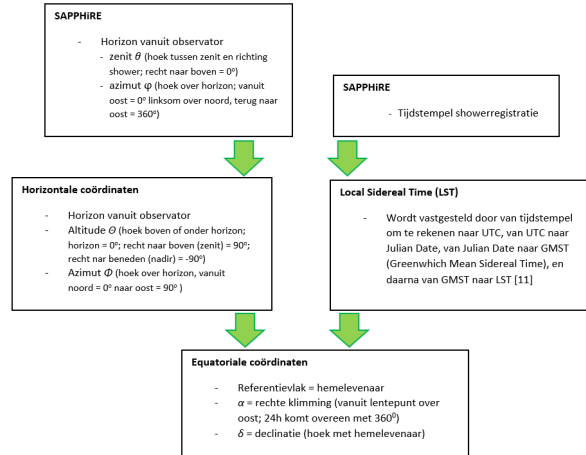 SAPPHiRE
- Horizon vanuit observator
- zenit θ (hoek tussen zenit en richting
shower; recht naar boven = 0°)
- azimut φ (hoek over horizon; vanuit
oost = 0° linksom over noord, terug naar
oost = 360°)
SAPPHiRE
- Tijdstempel showerregistratie
Horizontale coördinaten
- Horizon vanuit observator
- Altitude Θ (hoek boven of onder horizon;
horizon = 0°; recht naar boven (zenit) = 90°;
recht nar beneden (nadir) = -90°)
- Azimut Φ (hoek over horizon, vanuit
noord = 0° naar oost = 90° )
Local Sidereal Time (LST)
- Wordt vastgesteld door van tijdstempel
om te rekenen naar UTC, van UTC naar
Julian Date, van Julian Date naar GMST
(Greenwhich Mean Sidereal Time), en
daarna van GMST naar LST [11]
Equatoriale coördinaten
- Referentievlak = hemelevenaar
- α = rechte klimming (vanuit lentepunt over
oost; 24h komt overeen met 360⁰)
- δ = declinatie (hoek met hemelevenaar)